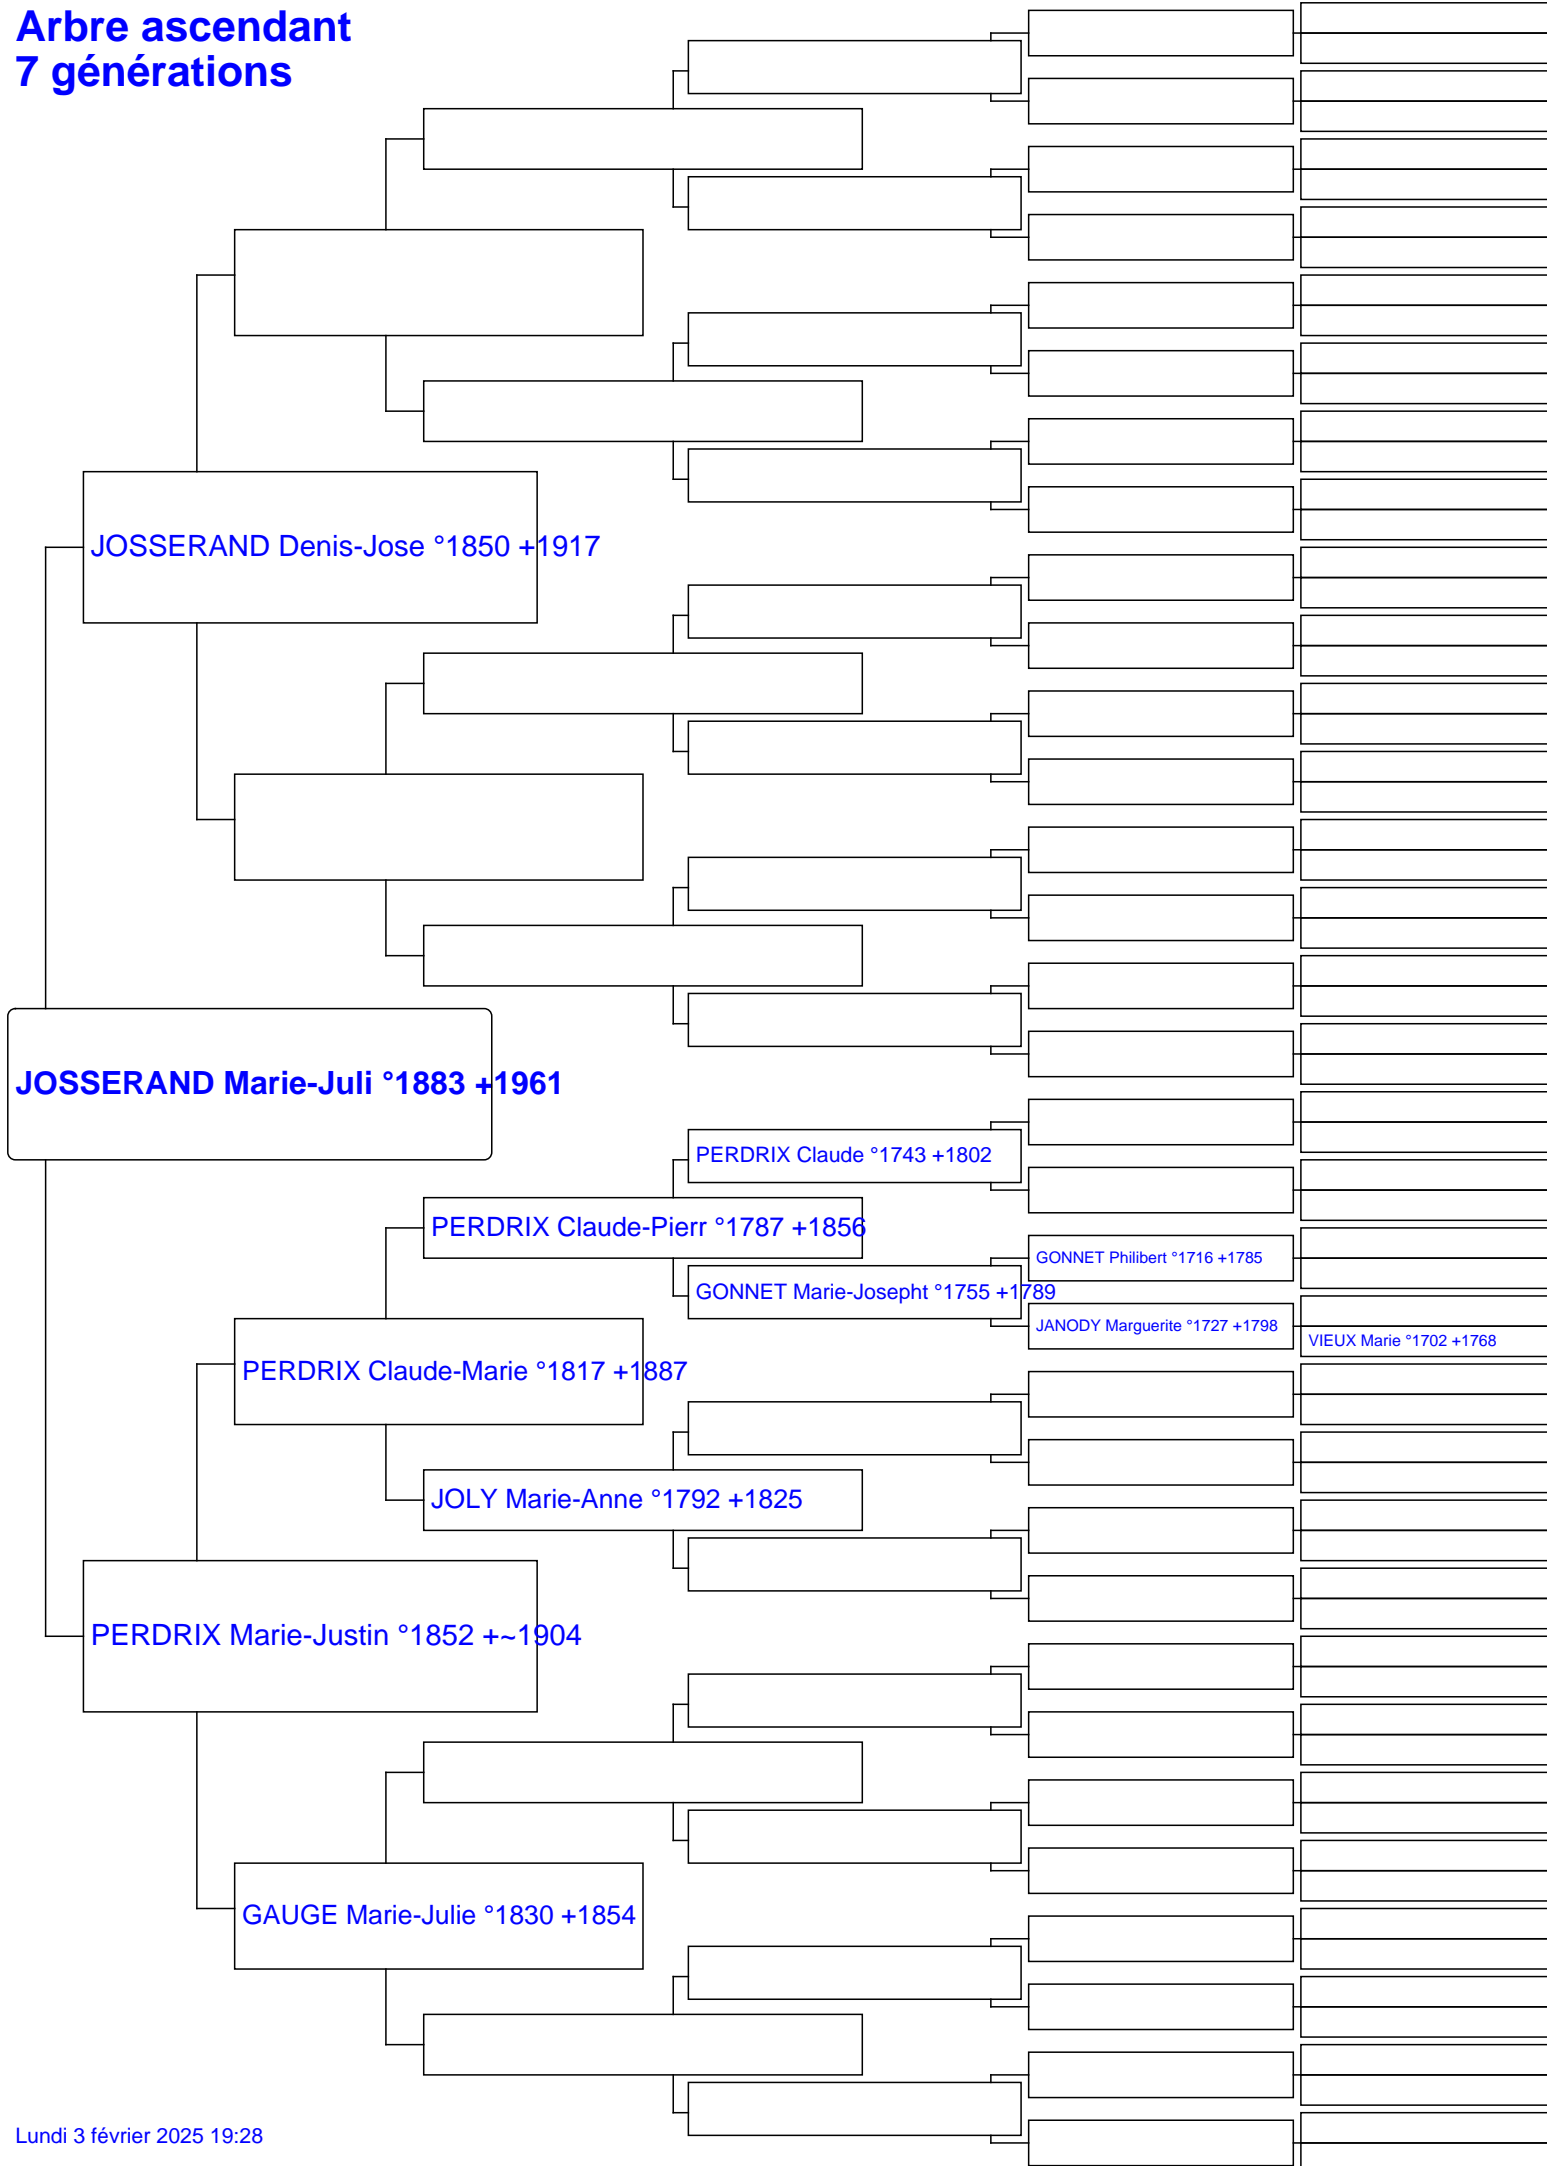 Arbre ascendant
7 générations
JOSSERAND Denis-Jose °1850 +1917
JOSSERAND Marie-Juli °1883 +1961
PERDRIX Claude °1743 +1802
PERDRIX Claude-Pierr °1787 +1856
GONNET Philibert °1716 +1785
GONNET Marie-Josepht °1755 +1789
JANODY Marguerite °1727 +1798
VIEUX Marie °1702 +1768
PERDRIX Claude-Marie °1817 +1887
JOLY Marie-Anne °1792 +1825
PERDRIX Marie-Justin °1852 +~1904
GAUGE Marie-Julie °1830 +1854
Lundi 3 février 2025 19:28